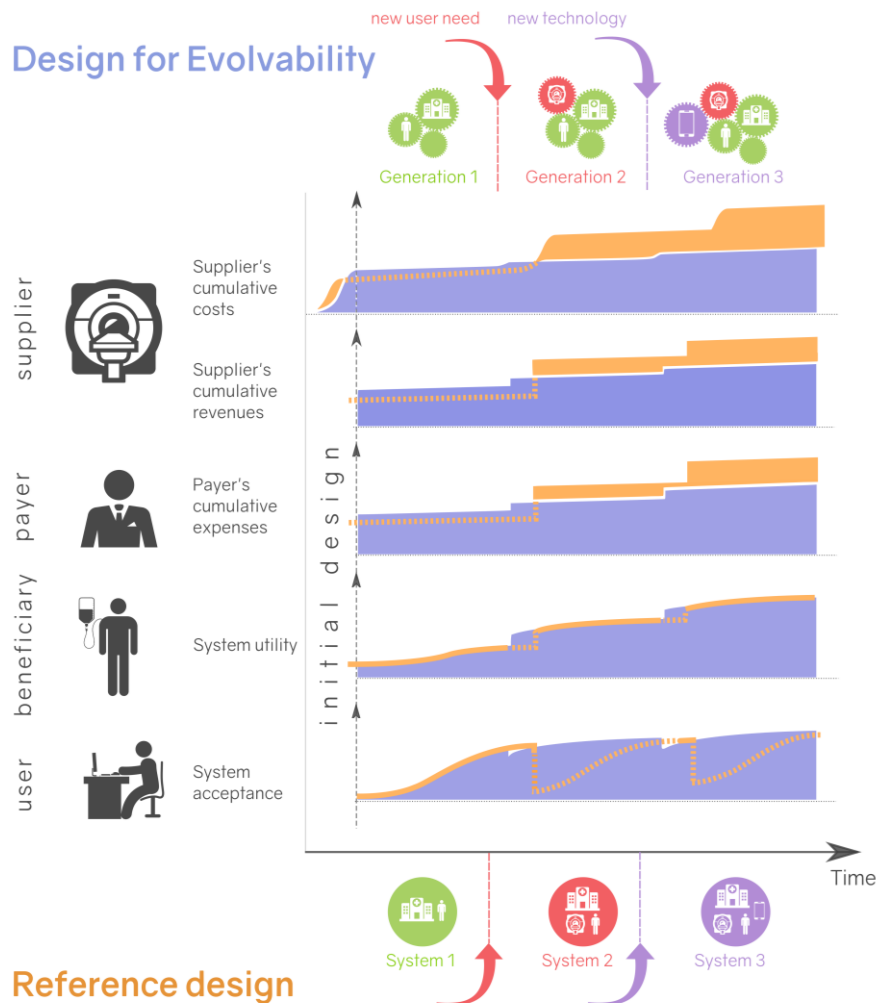 new user need
new technology
Design for Evolvability
Generation 1
Generation 2
Generation 3
supplier
Supplier's
cumulative
costs
Supplier's
cumulative
revenues
payer
Payer's
cumulative
expenses
beneficiary
System utility
user
System
acceptance
initial design
Time
System 1
System 2
System 3
Reference design